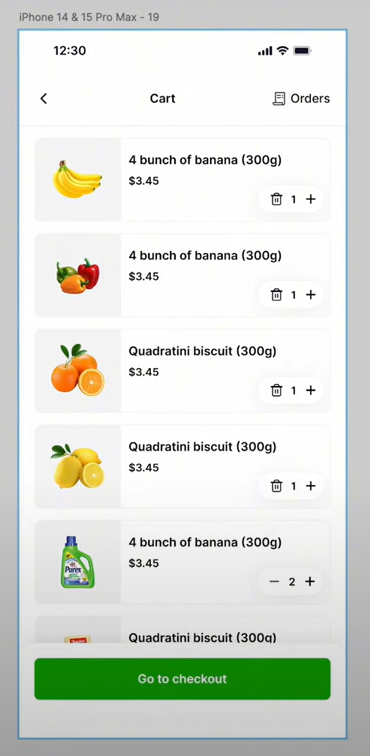 iPhone 14 & 15 Pro Max - 19
12:30
Cart
Orders
4 bunch of banana (300g)
$3.45
1
4 bunch of banana (300g)
$3.45
1
Quadratini biscuit (300g)
$3.45
1
Quadratini biscuit (300g)
$3.45
1
Purex
4 bunch of banana (300g)
$3.45
2
Quadratini biscuit (300g)
Go to checkout